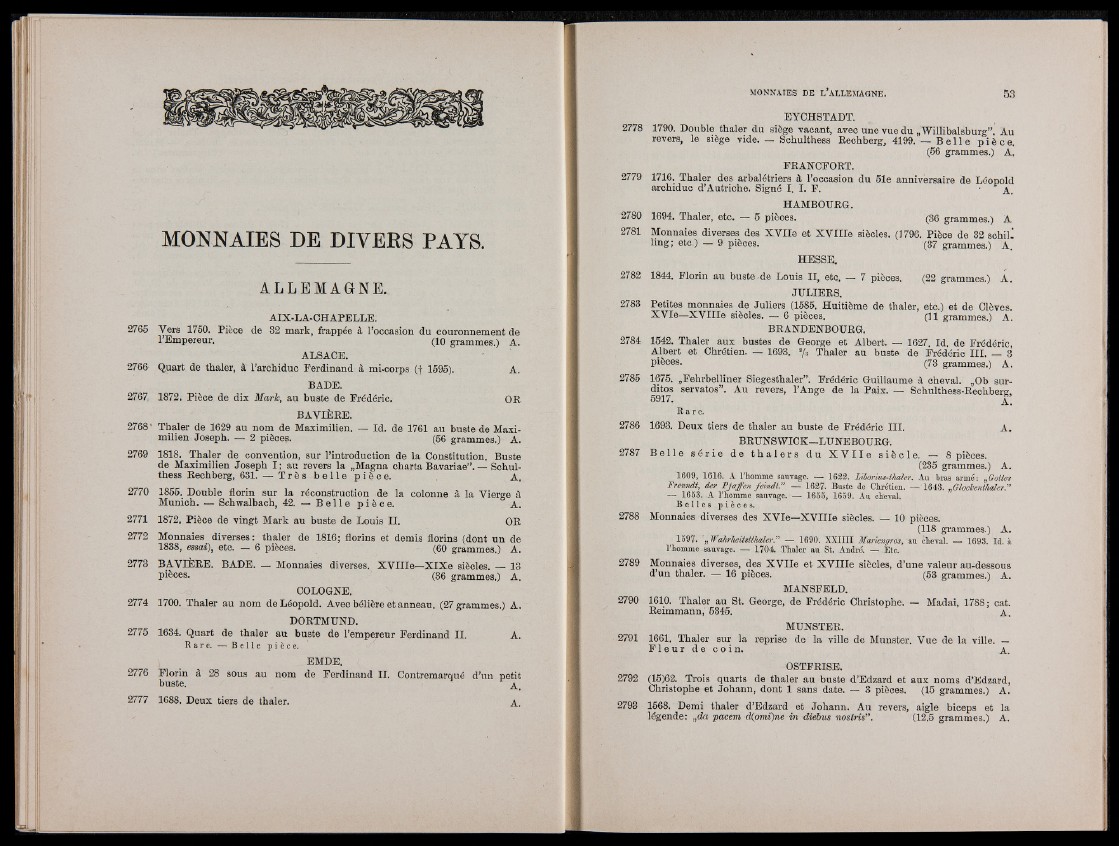 MONNAIES DE DIVERS PAYS.
ALLEMAGNE.
AIX-LA-CHAPELLE.
2765 Vers 1750. Pièce de 32 mark, frappée à l'occasion du couronnement de
l'Empereur. (10 grammes.) A.
ALSACE.
2766 Quart de thaler, à l'archiduc Ferdinand à mi-corps († 1595). A.
BADE.
2767 1872. Pièce de dix Mark, au buste de Frédéric. OR
BAVIÈRE.
2768 Thaler de 1629 au nom de Maximilien. — Id. de 1761 au buste de Maxi-
milien Joseph. — 2 pièces. (56 grammes.) A.
2769 1818. Thaler de convention, sur l'introduction de la Constitution. Buste
de Maximilien Joseph I; au revers la „Magna charta Bavariae”. — Schul-
thess Rechberg, 631. — Très belle pièce. A.
2770 1855. Double florin sur la réconstruction de la colonne à la Vierge à
Munich. — Schwalbach, 42. — Belle pièce. A.
2771 1872. Pièce de vingt Mark au buste de Louis II. OR
2772 Monnaies diverses: thaler de 1816; florins et demis florins (dont un de
1838, essai), etc. — 6 pièces. (60 grammes.) A.
2773 BAVIÈRE. BADE. — Monnaies diverses. XVIIIe—XIXe siècles. — 13
pièces. (36 grammes.) A.
COLOGNE.
2774 1700. Thaler au nom de Léopold. Avec bélière et anneau. (27 grammes.) A.
DORTMUND.
2775 1634. Quart de thaler au buste de l'empereur Ferdinand II. A.
Rare. — Belle pièce.
EMDE.
2776 Florin à 28 sous au nom de Ferdinand II. Contremarqué d'un petit
buste. A.
2777 1688. Deux tiers de thaler. A.
MONNAIES DE L'ALLEMAGNE. 53
EYCHSTADT.
2778 1790. Double thaler du siège vacant, avec une vue du „Willibalsburg”. Au
revers, le siège vide. — Schulthess Rechberg, 4199. — Belle pièce.
(56 grammes.) A.
FRANCFORT.
2779 1716. Thaler des arbalétriers à l'occasion du 51e anniversaire de Léopold
archiduc d'Autriche. Signé I. I. F. A.
HAMBOURG.
2780 1694. Thaler, etc. — 5 pièces. (36 grammes.) A
2781 Monnaies diverses des XVIIe et XVIIIe siècles. (1796. Pièce de 32 schil-
ling; etc.) — 9 pièces. (37 grammes.) A.
HESSE.
2782 1844. Florin au buste de Louis II, etc. — 7 pièces. (22 grammes.) A.
JULIERS.
2783 Petites monnaies de Juliers (1585. Huitième de thaler, etc.) et de Clèves.
XVIe—XVIIIe siècles. — 6 pièces. (11 grammes.) A.
BRANDENBOURG.
2784 1542. Thaler aux bustes de George et Albert. — 1627. Id. de Frédéric,
Albert et Chrétien. — 1693. ²/₃ Thaler au buste de Frédéric III. — 3
pièces. (73 grammes.) A.
2785 1675. „Fehrbelliner Siegesthaler”. Frédéric Guillaume à cheval. „Ob sur-
ditos servatos”. Au revers, l'Ange de la Paix. — Schulthess-Rechberg,
5917. A.
Rare.
2786 1693. Deux tiers de thaler au buste de Frédéric III. A.
BRUNSWICK—LUNEBOURG.
2787 Belle série de thalers du XVIIe siècle. — 8 pièces.
(235 grammes.) A.
1609, 1616. A l'homme sauvage. — 1622. Liborius-thaler. Au bras armé: „Gottes
Freundt, der Pfaffen feindt.” — 1627. Buste de Chrétien. — 1643. „Glockenthaler.”
— 1653. A l'homme sauvage. — 1655, 1659. Au cheval.
Belles pièces.
2788 Monnaies diverses des XVIe—XVIIIe siècles. — 10 pièces.
(118 grammes.) A.
1597. „Wahrheitstthaler.” — 1690. XXIIII Mariengros, au cheval. — 1693. Id. à
l'homme sauvage. — 1704. Thaler au St. André. — Etc.
2789 Monnaies diverses, des XVIIe et XVIIIe siècles, d'une valeur au-dessous
d'un thaler. — 16 pièces. (53 grammes.) A.
MANSFELD.
2790 1610. Thaler au St. George, de Frédéric Christophe. — Madai, 1788; cat.
Reimmann, 5345. A.
MUNSTER.
2791 1661. Thaler sur la reprise de la ville de Munster. Vue de la ville. —
Fleur de coin. A.
OSTFRISE.
2792 (15)62. Trois quarts de thaler au buste d'Edzard et aux noms d'Edzard,
Christophe et Johann, dont 1 sans date. — 3 pièces. (15 grammes.) A.
2793 1568. Demi thaler d'Edzard et Johann. Au revers, aigle biceps et la
légende: „da pacem d(omi)ne in diebus nostris”. (12.5 grammes.) A.